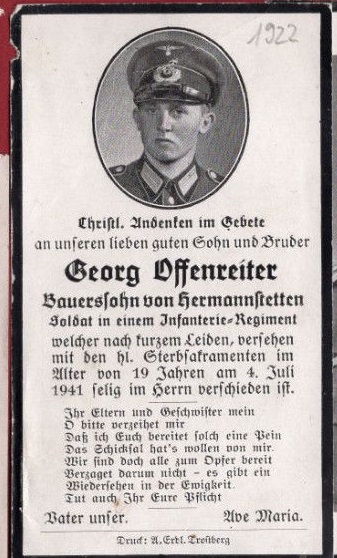 1922
Christl. Andenken im Gebete
an unseren lieben guten Sohn und Bruder
Georg Offenreiter
Bauerssohn von Hermannstetten
Soldat in einem Infanterie-Regiment
welcher nach kurzem Leiden, versehen
mit den hl. Sterbsakramenten im
Alter von 19 Jahren am 4. Juli
1941 selig im Herrn verschieden ist.
Ihr Eltern und Geschwister mein
O bitte verzeihet mir
Daß ich Euch bereitet solch eine Pein
Das Schicksal hat's wollen von mir.
Wir sind doch alle zum Opfer bereit
Verzaget darum nicht - es gibt ein
Wiedersehen in der Ewigkeit.
Tut auch Ihr Eure Pflicht
Vater unser. Ave Maria.
Druck: A. Erdl. Trostberg